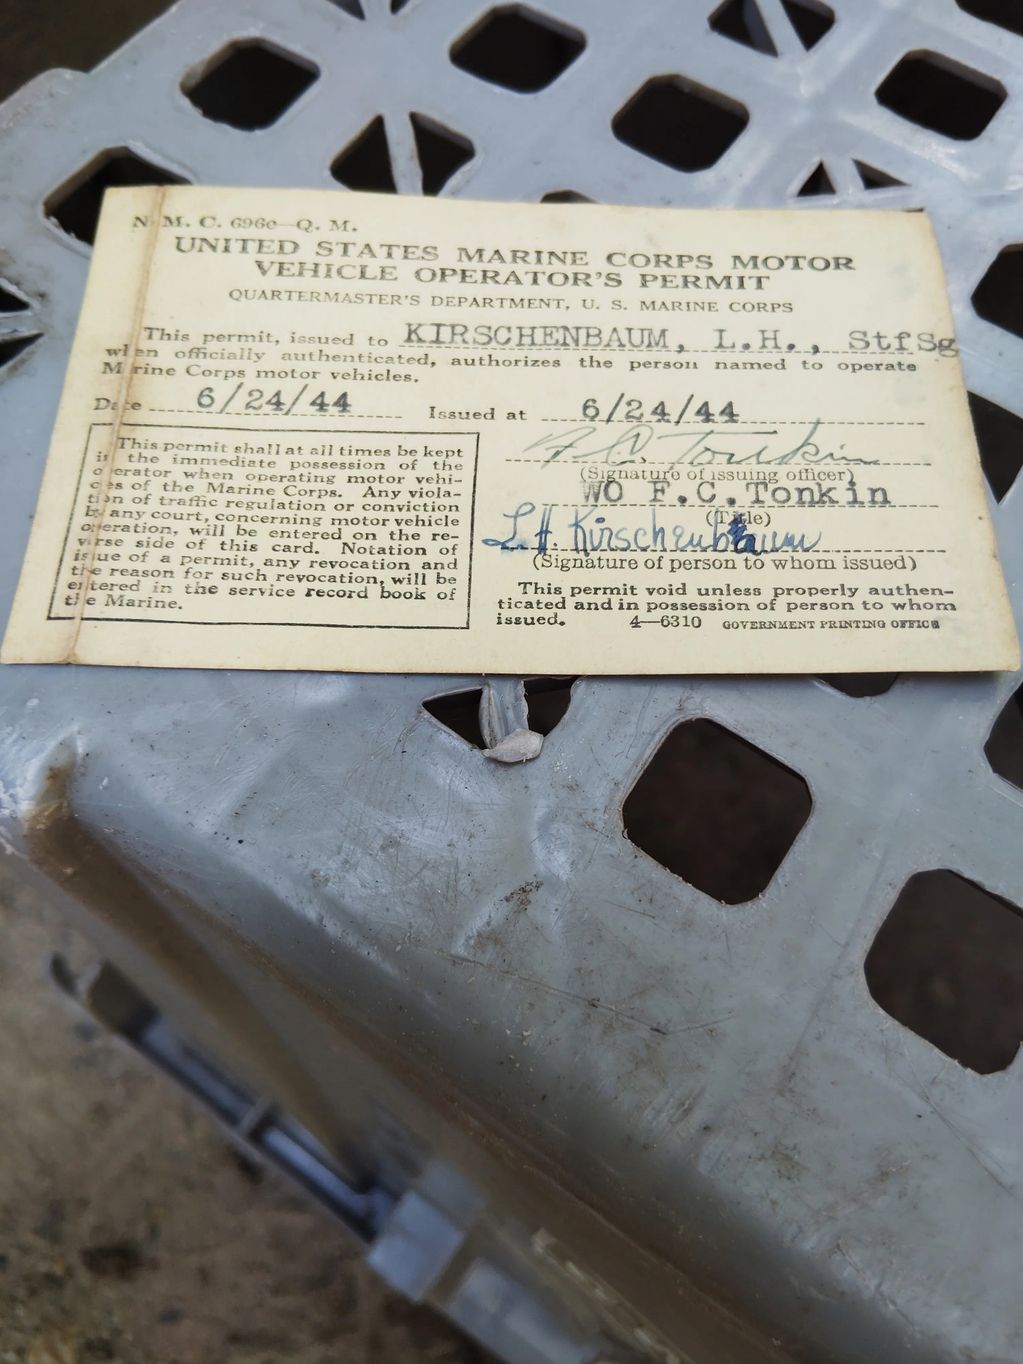 N. M. C. 696c—Q. M.
UNITED STATES MARINE CORPS MOTOR
VEHICLE OPERATOR'S PERMIT
QUARTERMASTER'S DEPARTMENT, U. S. MARINE CORPS
This permit, issued to KIRSCHENBAUM, L.H., StfSg
when officially authenticated, authorizes the person named to operate
Marine Corps motor vehicles.
Date 6/24/44 Issued at 6/24/44
This permit shall at all times be kept
in the immediate possession of the
operator when operating motor vehi-
cles of the Marine Corps. Any viola-
tion of traffic regulation or conviction
by any court, concerning motor vehicle
operation, will be entered on the re-
verse side of this card. Notation of
issue of a permit, any revocation and
the reason for such revocation, will be
entered in the service record book of
the Marine.
F. C. Tonkin
(Signature of issuing officer)
WO F.C.Tonkin
(Title)
L. H. Kirschenbaum
(Signature of person to whom issued)
This permit void unless properly authen-
ticated and in possession of person to whom
issued. 4—6310 GOVERNMENT PRINTING OFFICE